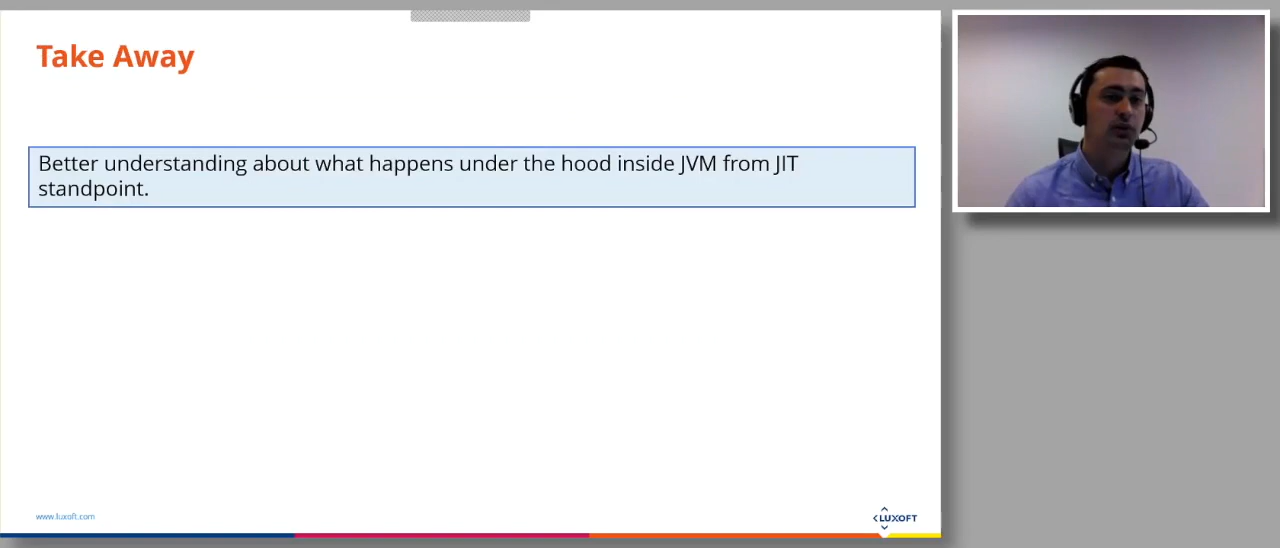 Take Away
Better understanding about what happens under the hood inside JVM from JIT
standpoint.
www.luxoft.com
LUXOFT